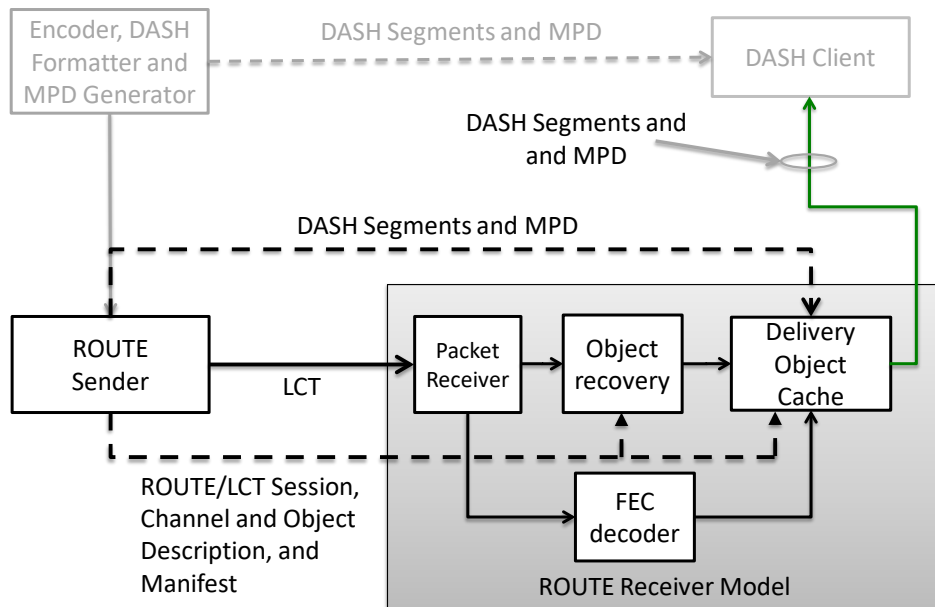 Encoder, DASH
Formatter and
MPD Generator
DASH Segments and MPD
DASH Client
DASH Segments and
and MPD
DASH Segments and MPD
ROUTE
Sender
LCT
Packet
Receiver
Object
recovery
Delivery
Object
Cache
ROUTE/LCT Session,
Channel and Object
Description, and
Manifest
FEC
decoder
ROUTE Receiver Model